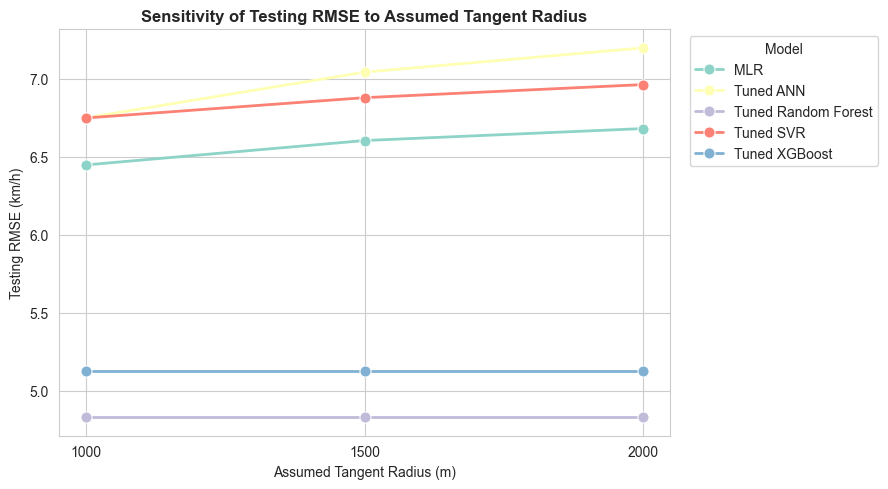 Sensitivity of Testing RMSE to Assumed Tangent Radius
Testing RMSE (km/h)
7.0
6.5
6.0
5.5
5.0
1000
1500
2000
Assumed Tangent Radius (m)
Model
MLR
Tuned ANN
Tuned Random Forest
Tuned SVR
Tuned XGBoost